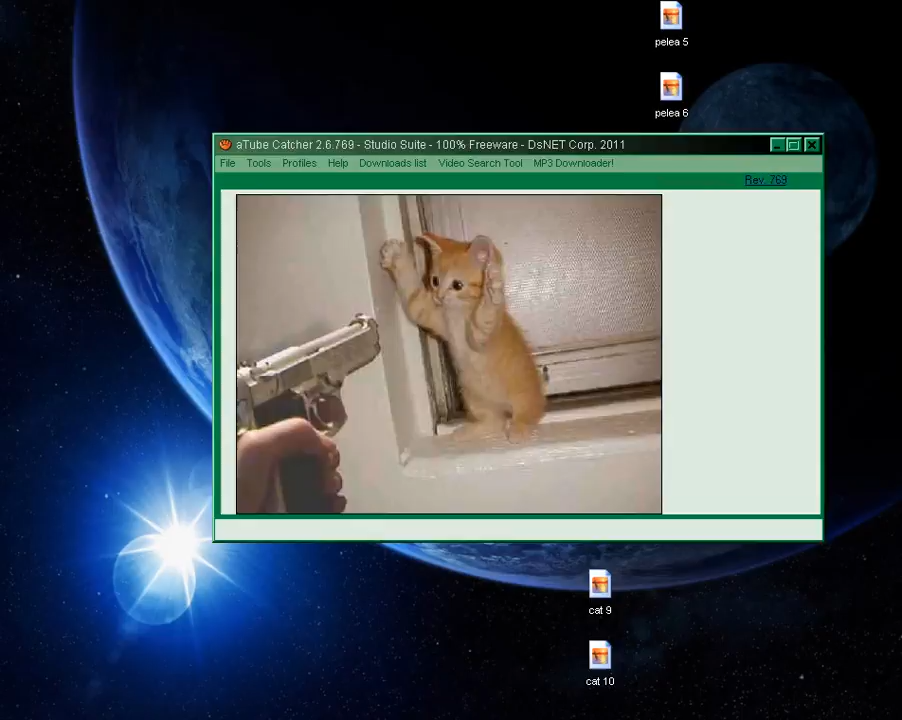 pelea 5
pelea 6
aTube Catcher 2.6.769 - Studio Suite - 100% Freeware - DsNET Corp. 2011
File Tools Profiles Help Downloads list Video Search Tool MP3 Downloader!
Rev. 769
cat 9
cat 10